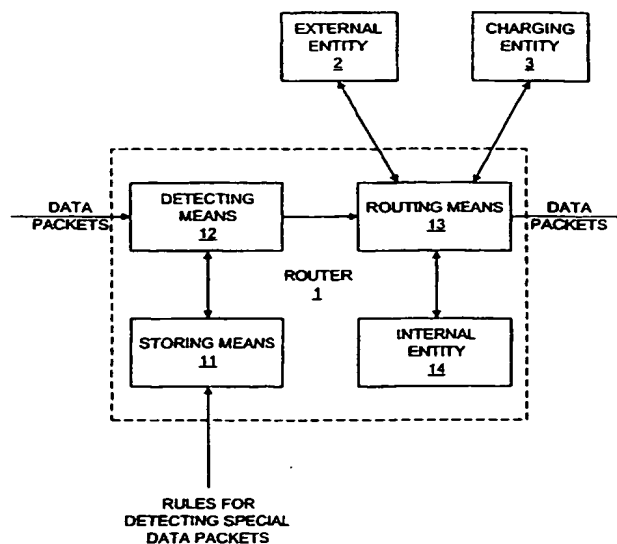 EXTERNAL
ENTITY
2
CHARGING
ENTITY
3
DATA
PACKETS
DETECTING
MEANS
12
ROUTING MEANS
13
DATA
PACKETS
ROUTER
1
STORING MEANS
11
INTERNAL
ENTITY
14
RULES FOR
DETECTING SPECIAL
DATA PACKETS